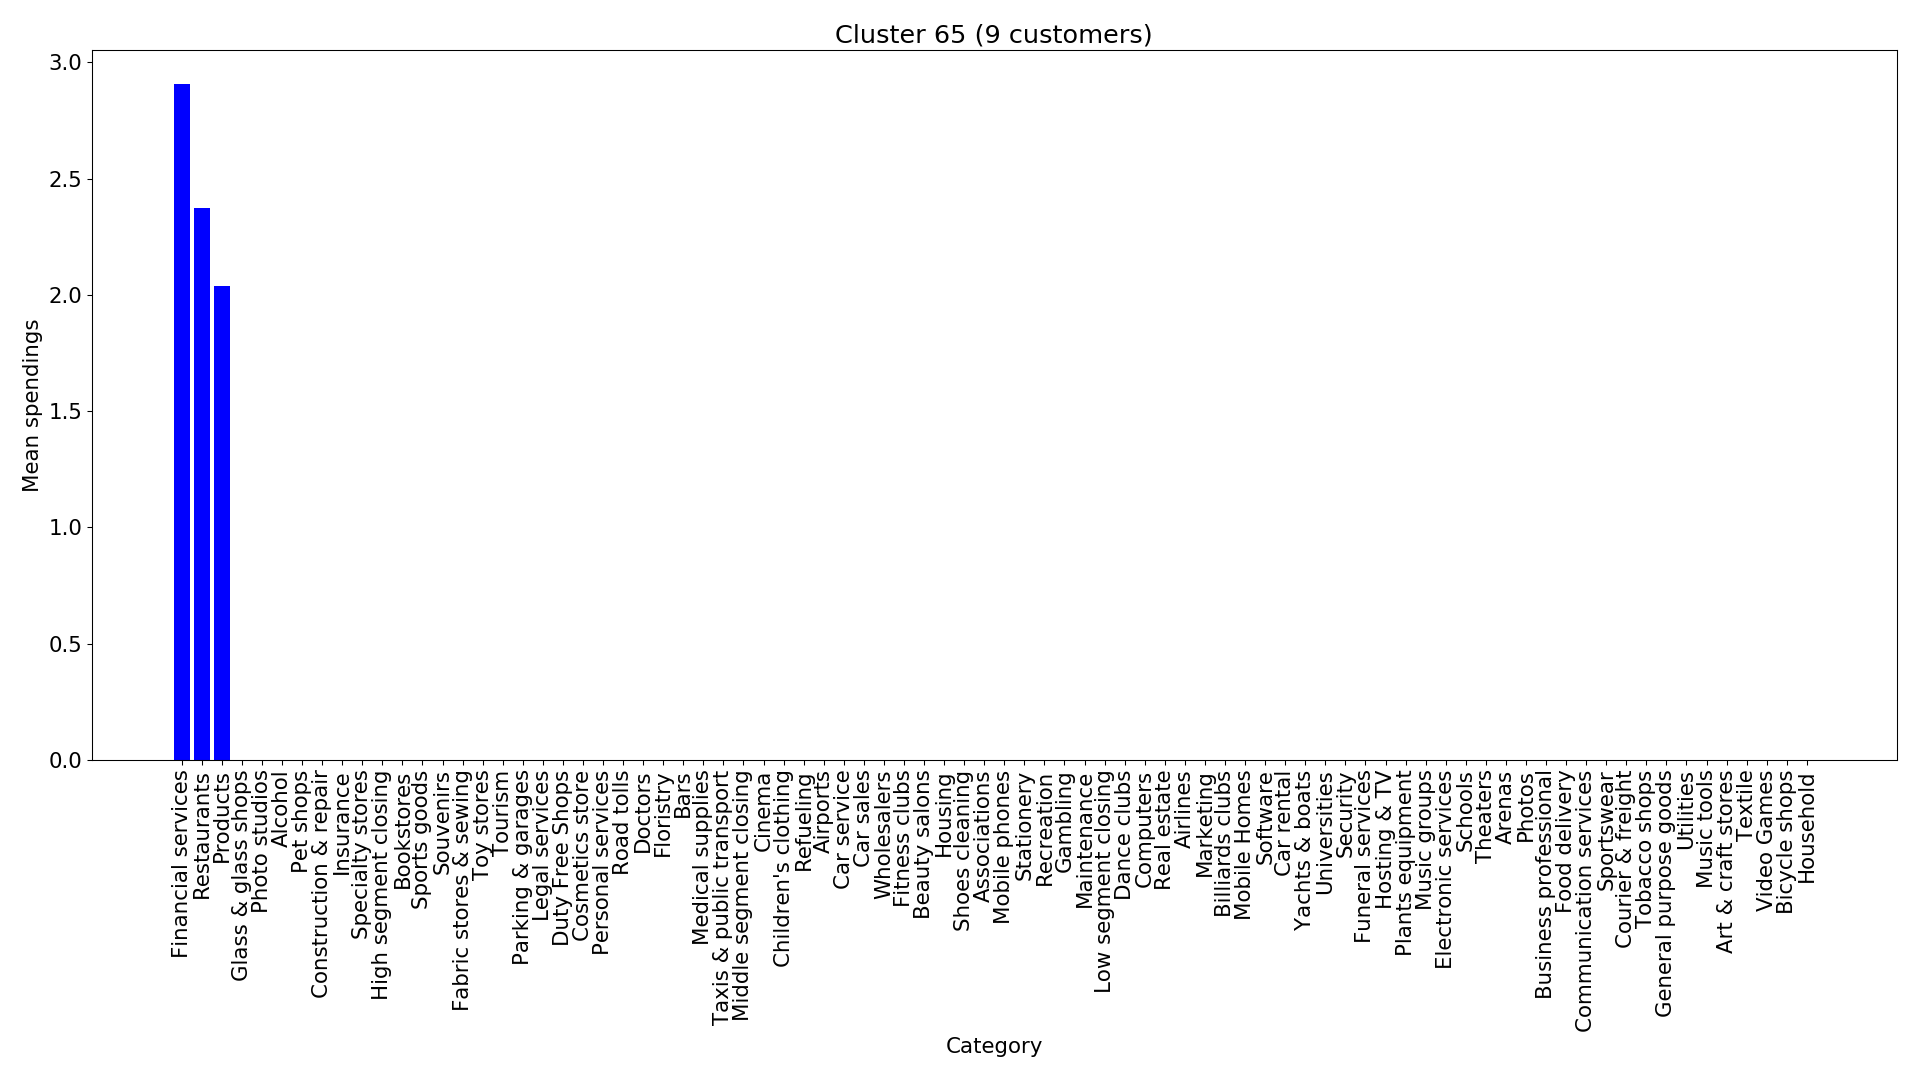 Cluster 65 (9 customers)
3.0
2.5
2.0
1.5
1.0
0.5
0.0
Mean spendings
Financial services
Restaurants
Products
Glass & glass shops
Photo studios
Alcohol
Pet shops
Construction & repair
Insurance
Specialty stores
High segment closing
Bookstores
Sports goods
Souvenirs
Fabric stores & sewing
Toy stores
Tourism
Parking & garages
Legal services
Duty Free Shops
Cosmetics store
Personal services
Road tolls
Doctors
Floristry
Bars
Medical supplies
Taxis & public transport
Middle segment closing
Cinema
Children's clothing
Refueling
Airports
Car service
Car sales
Wholesalers
Fitness clubs
Beauty salons
Housing
Shoes cleaning
Associations
Mobile phones
Stationery
Recreation
Gambling
Maintenance
Low segment closing
Dance clubs
Computers
Real estate
Airlines
Marketing
Billiards clubs
Mobile Homes
Software
Car rental
Yachts & boats
Universities
Security
Funeral services
Hosting & TV
Plants equipment
Music groups
Electronic services
Schools
Theaters
Arenas
Photos
Business professional
Food delivery
Communication services
Sportswear
Courier & freight
Tobacco shops
General purpose goods
Utilities
Music tools
Art & craft stores
Textile
Video Games
Bicycle shops
Household
Category